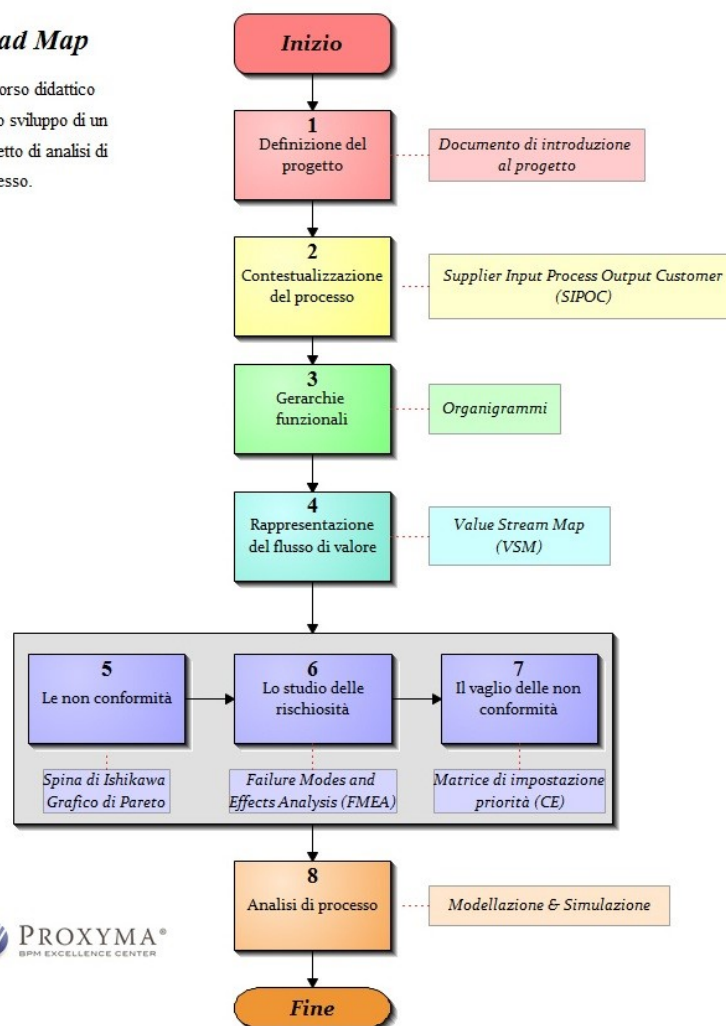 ad Map
orso didattico
o sviluppo di un
etto di analisi di
esso.
Inizio
1
Definizione del
progetto
Documento di introduzione
al progetto
2
Contestualizzazione
del processo
Supplier Input Process Output Customer
(SIPOC)
3
Gerarchie
funzionali
Organigrammi
4
Rappresentazione
del flusso di valore
Value Stream Map
(VSM)
5
Le non conformità
6
Lo studio delle
rischiosità
7
Il vaglio delle non
conformità
Spina di Ishikawa
Grafico di Pareto
Failure Modes and
Effects Analysis (FMEA)
Matrice di impostazione
priorità (CE)
8
Analisi di processo
Modellazione & Simulazione
PROXYMA®
BPM EXCELLENCE CENTER
Fine